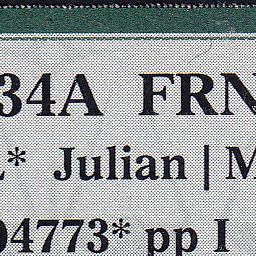 34A FRN
* Julian | M
04773* pp I